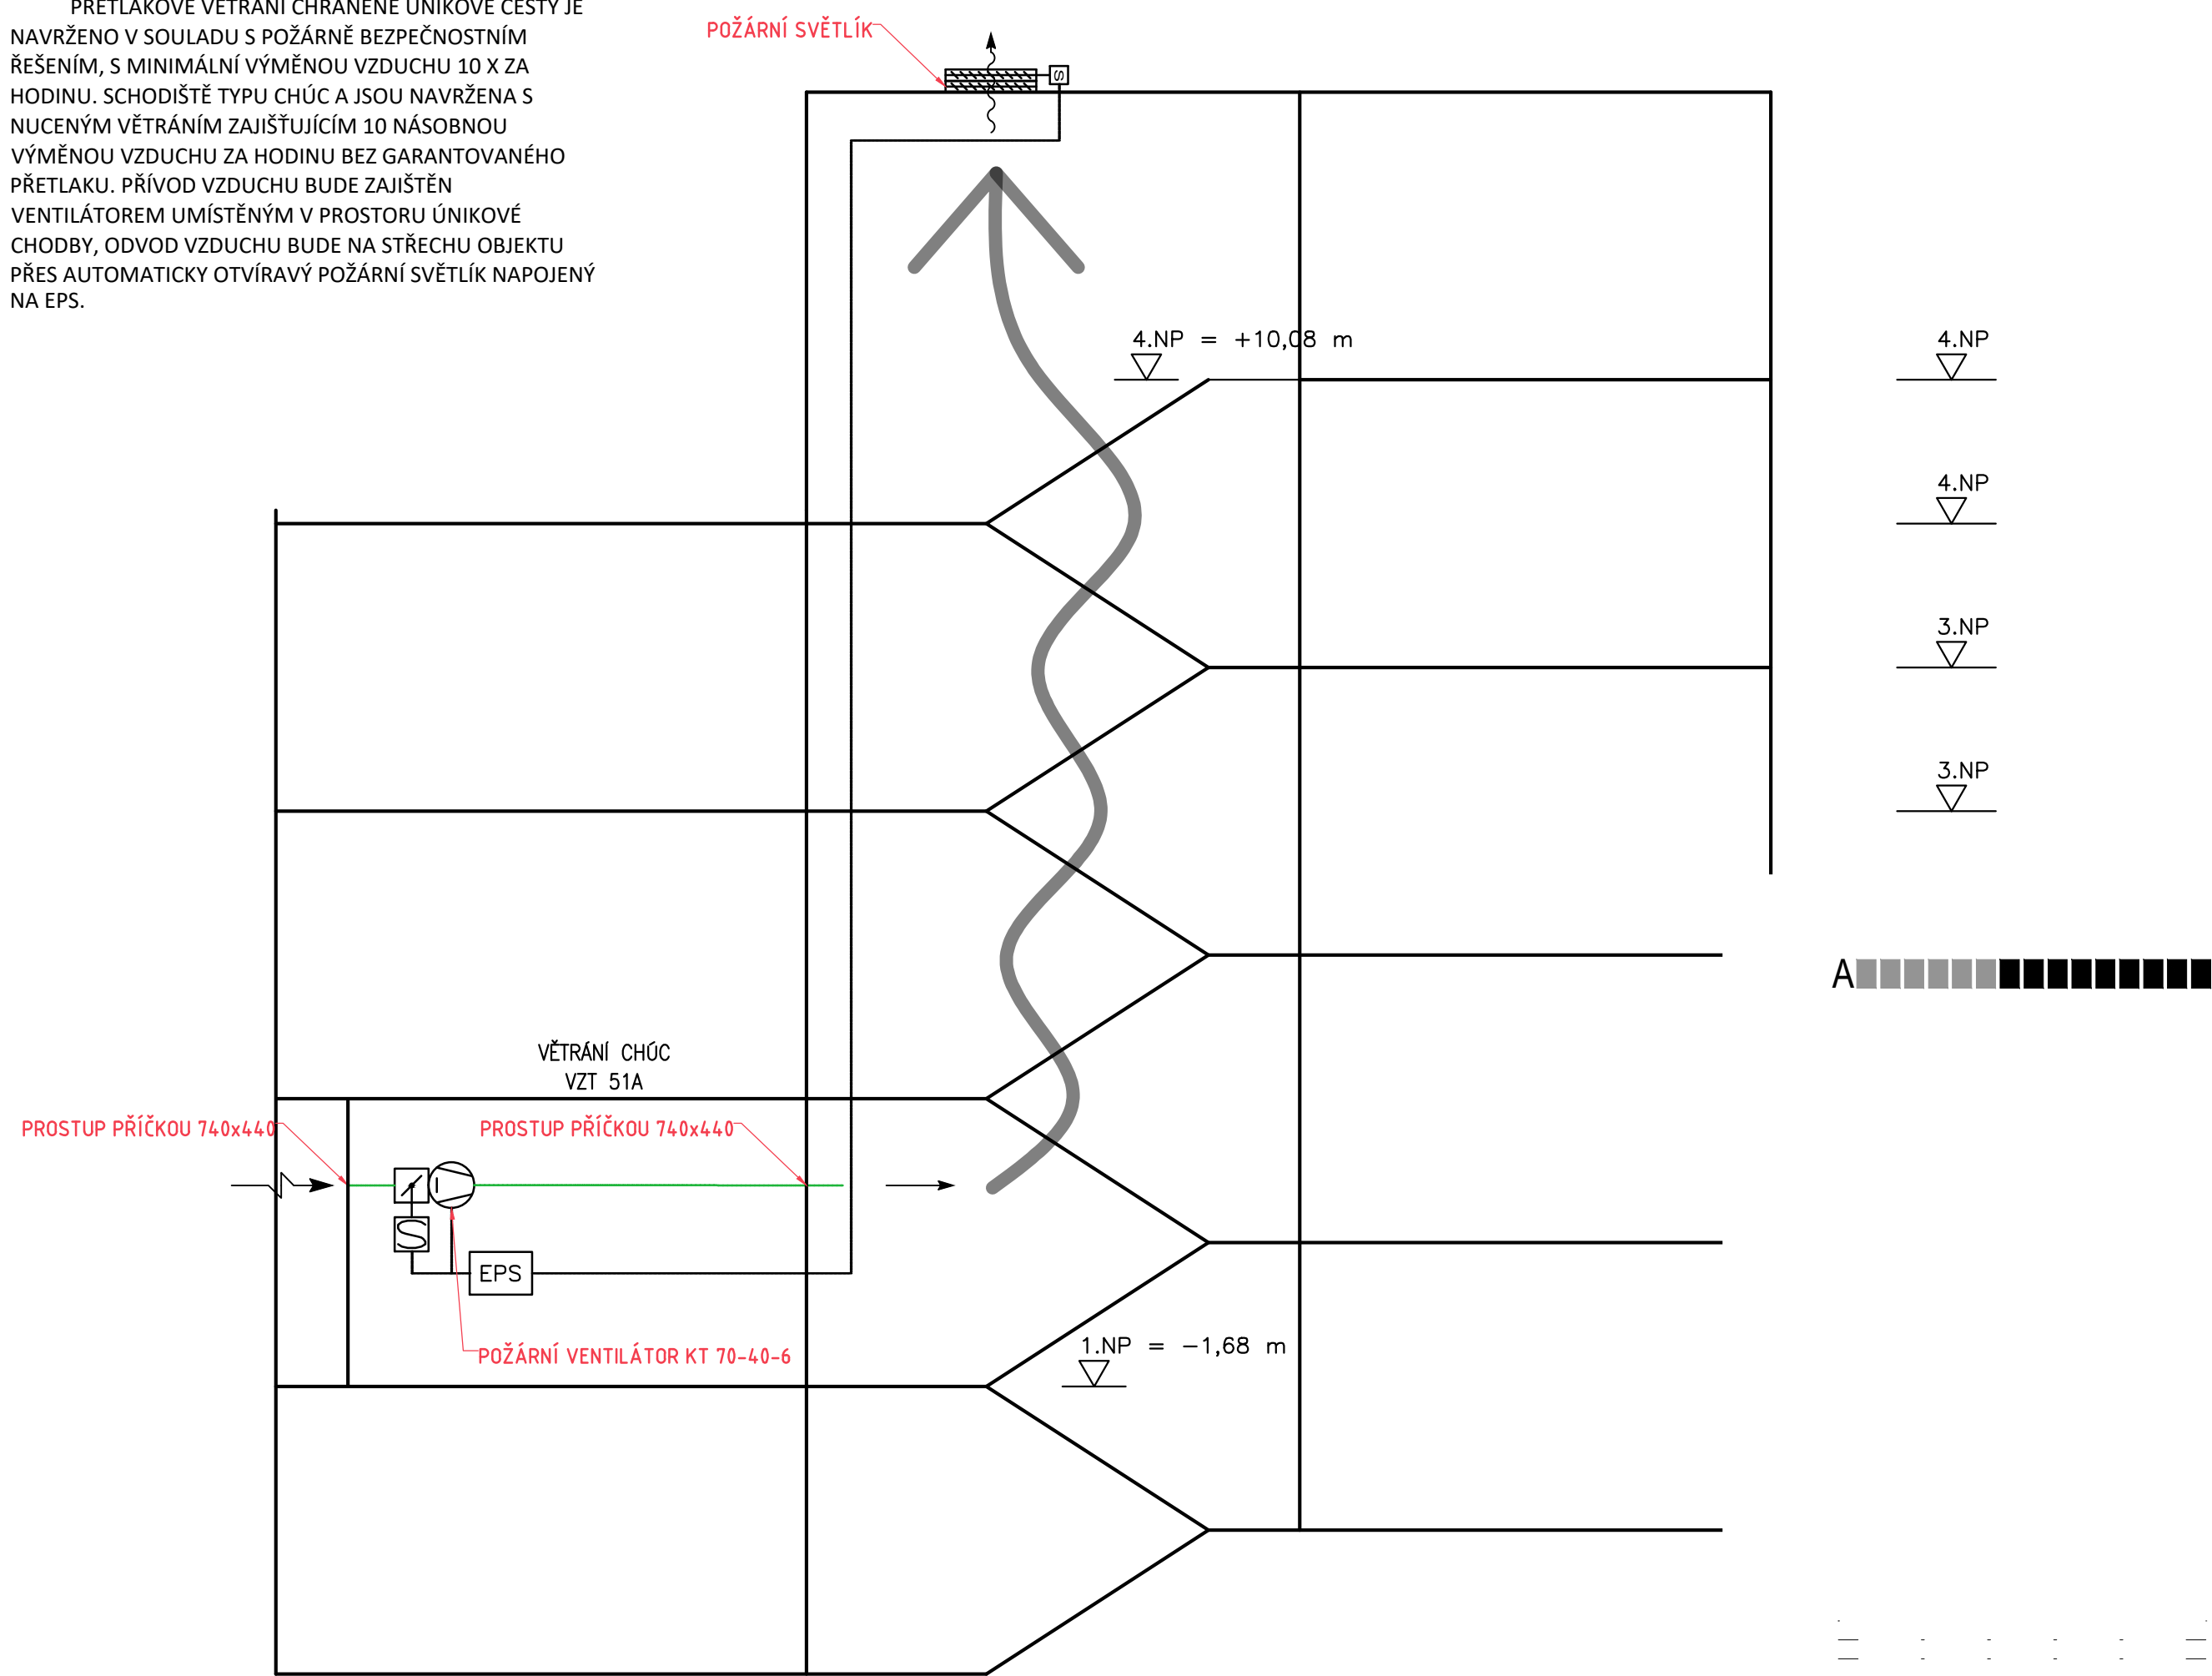 PŘETLAKOVÉ VĚTRÁNÍ CHRÁNĚNÉ ÚNIKOVÉ CESTY JE
NAVRŽENO V SOULADU S POŽÁRNĚ BEZPEČNOSTNÍM
ŘEŠENÍM, S MINIMÁLNÍ VÝMĚNOU VZDUCHU 10 X ZA
HODINU. SCHODIŠTĚ TYPU CHÚC A JSOU NAVRŽENA S
NUCENÝM VĚTRÁNÍM ZAJIŠŤUJÍCÍM 10 NÁSOBNOU
VÝMĚNOU VZDUCHU ZA HODINU BEZ GARANTOVANÉHO
PŘETLAKU. PŘÍVOD VZDUCHU BUDE ZAJIŠTĚN
VENTILÁTOREM UMÍSTĚNÝM V PROSTORU ÚNIKOVÉ
CHODBY, ODVOD VZDUCHU BUDE NA STŘECHU OBJEKTU
PŘES AUTOMATICKY OTVÍRAVÝ POŽÁRNÍ SVĚTLÍK NAPOJENÝ
NA EPS.
POŽÁRNÍ SVĚTLÍK
S
4.NP = +10,08 m
4.NP
4.NP
3.NP
3.NP
A
VĚTRÁNÍ CHÚC
VZT 51A
PROSTUP PŘÍČKOU 740x440
PROSTUP PŘÍČKOU 740x440
S
EPS
POŽÁRNÍ VENTILÁTOR KT 70-40-6
1.NP = -1,68 m